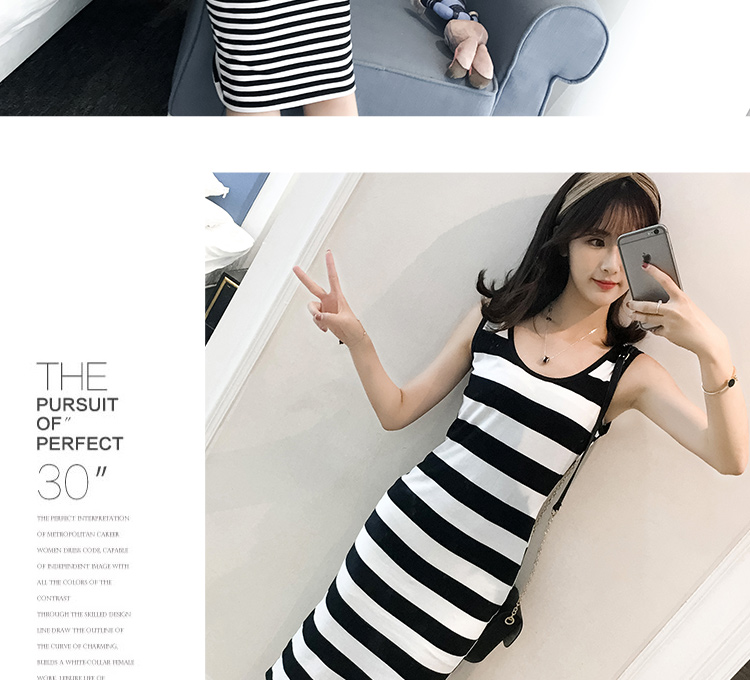 THE
PURSUIT
OF"
PERFECT
30"
THE PERFECT INTERPRETATION
OF METROPOLITAN CAREER
WOMEN DRESS CODE, CAPABLE
OF INDEPENDENT IMAGE WITH
ALL THE COLORS OF THE
CONTRAST
THROUGH THE SKILLED DESIGN
LINE DRAW THE OUTLINE OF
THE CURVE OF CHARMING,
BUILDS A WHITE-COLLAR FEMALE
WORK, LEISURE LIFE OF